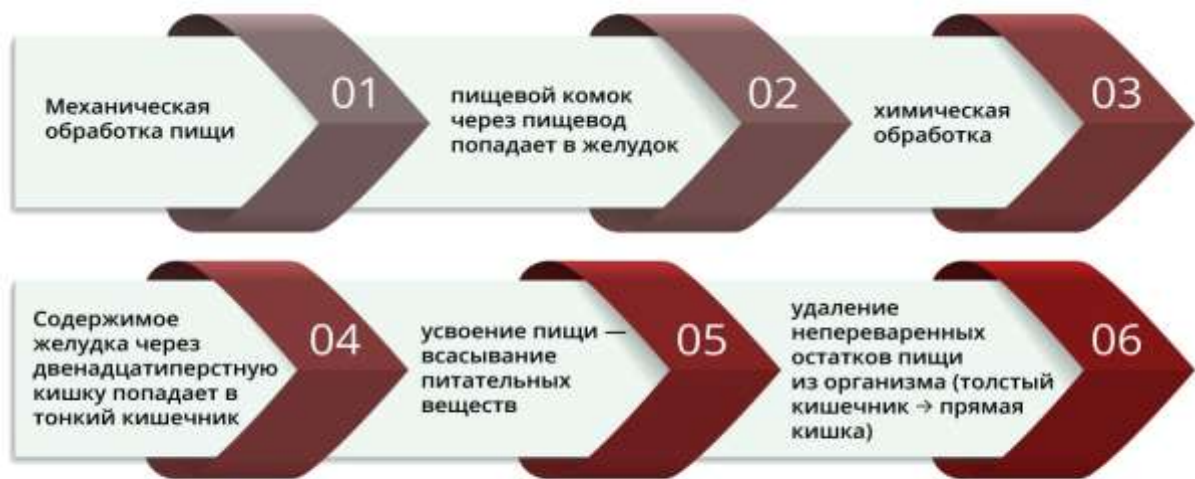 Механическая
обработка пищи
01
пищевой комок
через пищевод
попадает в желудок
02
химическая
обработка
03
Содержимое
желудка через
двенадцатиперстную
кишку попадает в
тонкий кишечник
04
усвоение пищи —
всасывание
питательных
веществ
05
удаление
непереваренных
остатков пищи
из организма (толстый
кишечник → прямая
кишка)
06